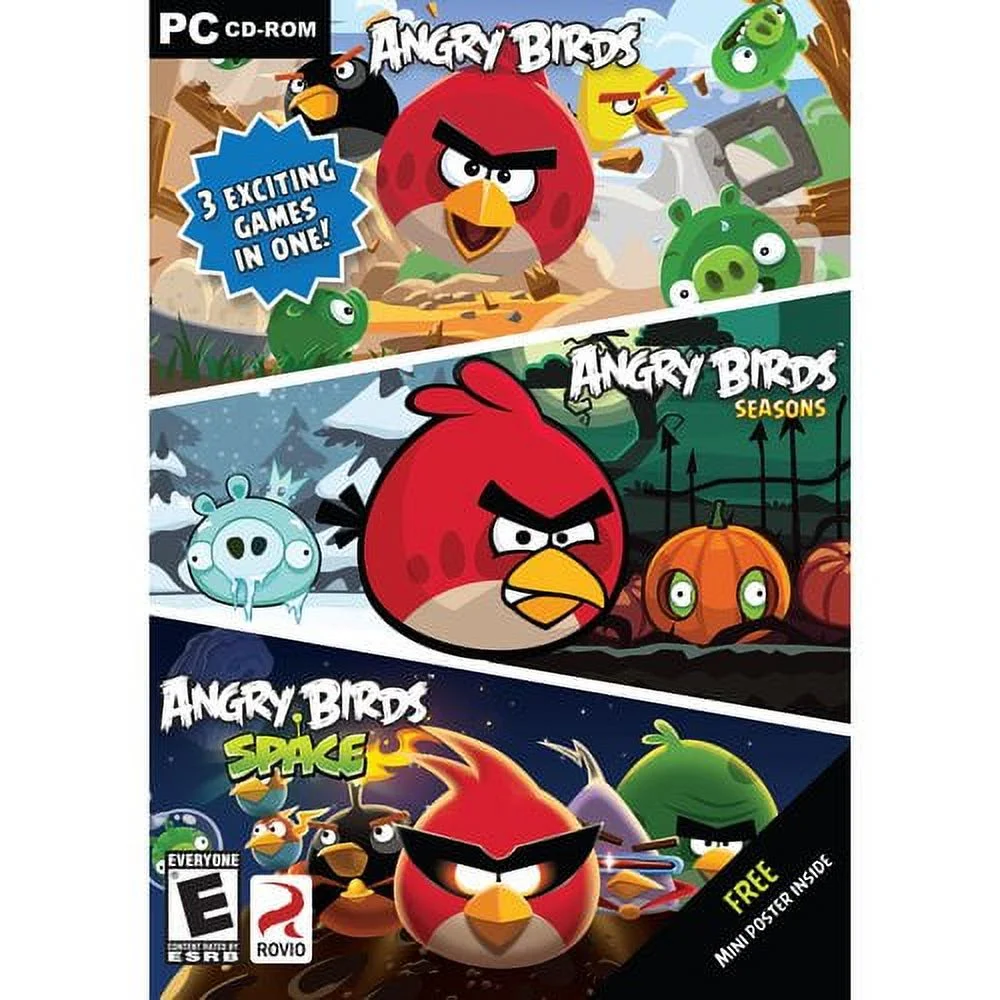 PC CD-ROM
ANGRY BIRDS
3 EXCITING
GAMES
IN ONE!
ANGRY BIRDS
SEASONS
ANGRY BIRDS
SPACE
EVERYONE
E
CONTENT RATED BY
ESRB
ROVIO
FREE
MINI POSTER INSIDE